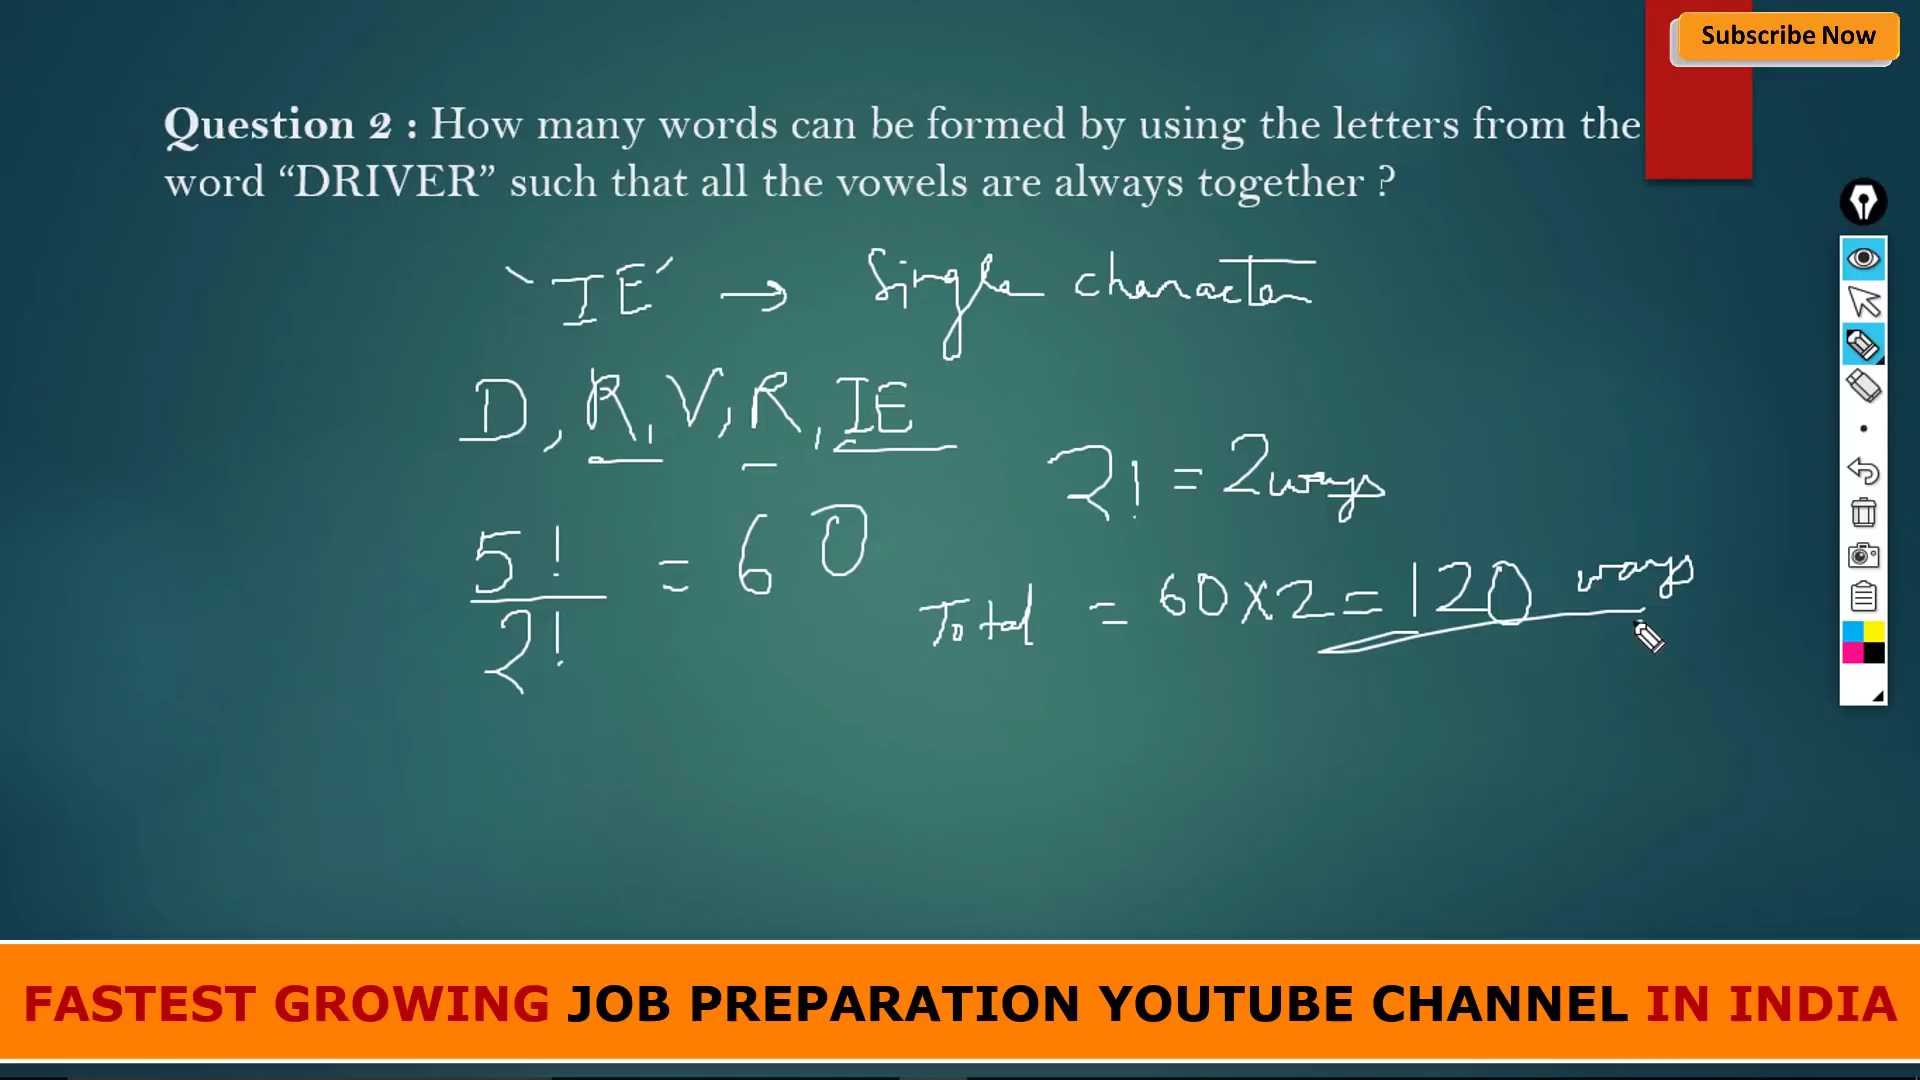 Subscribe Now
Question 2 : How many words can be formed by using the letters from the
word “DRIVER” such that all the vowels are always together ?
‵IE′ → Single character
D, R, V, R, IE
2! = 2 ways
5!/2! = 60
Total = 60 x 2 = 120 ways
FASTEST GROWING JOB PREPARATION YOUTUBE CHANNEL IN INDIA